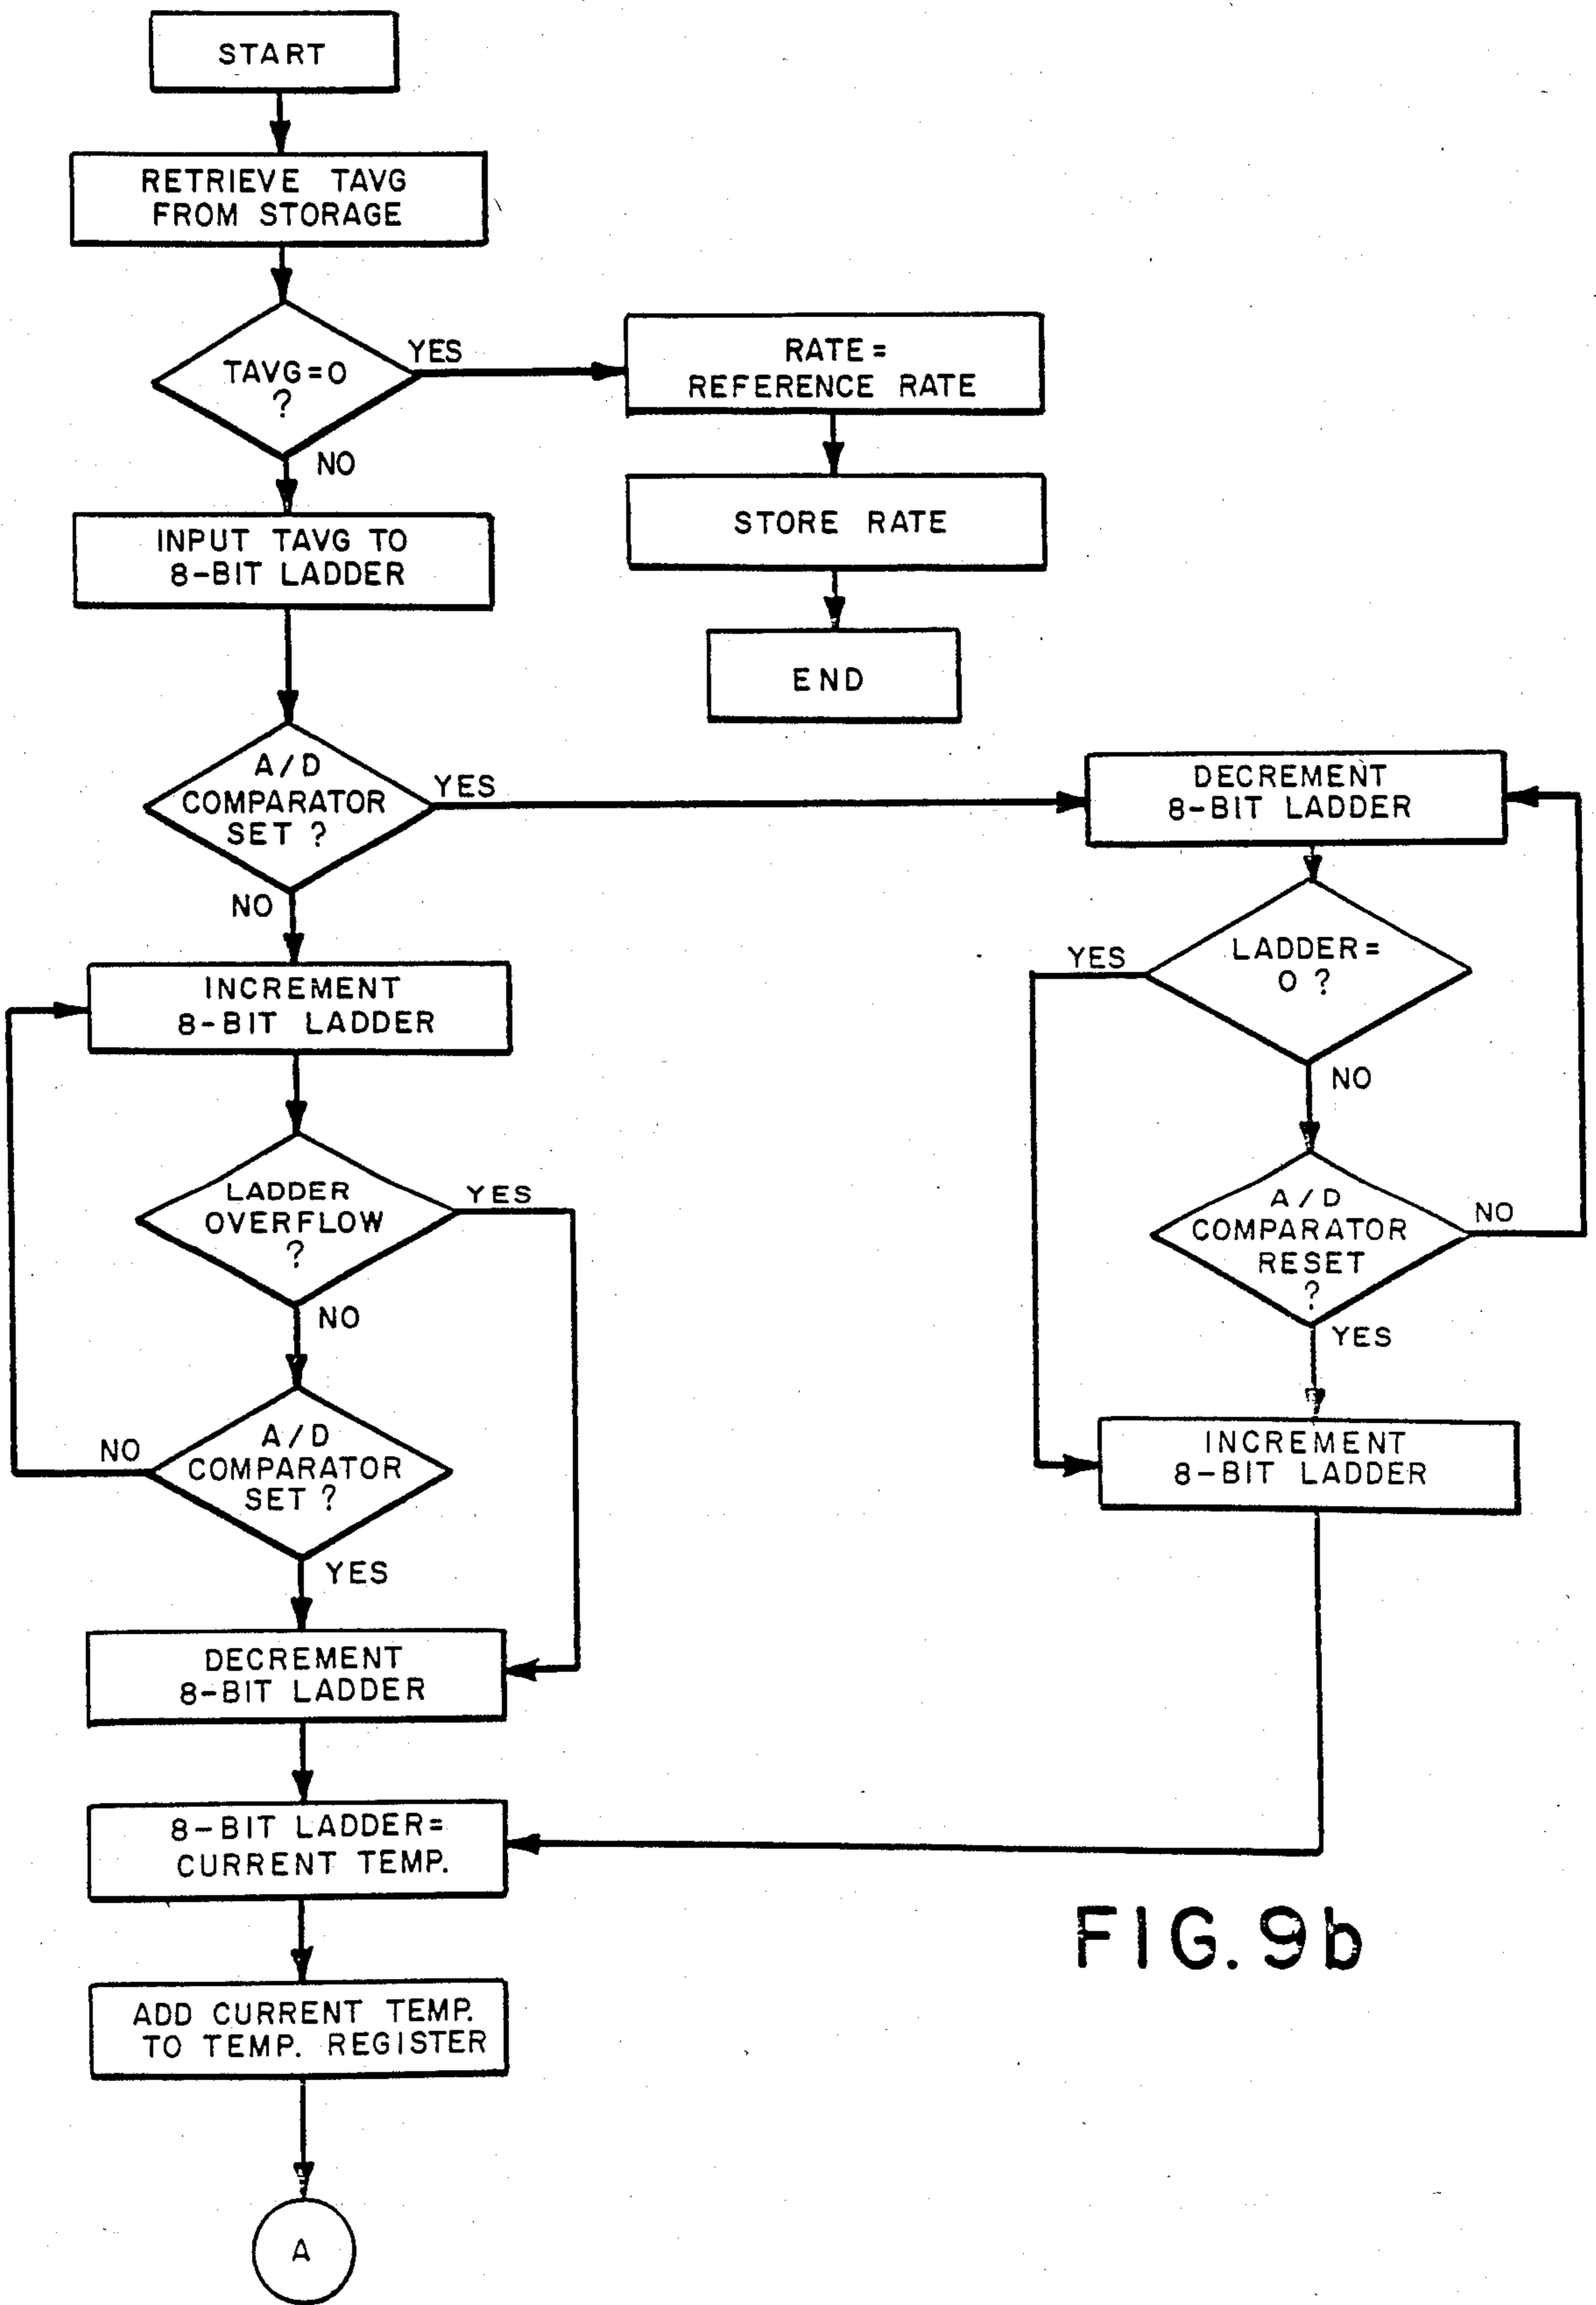 START
RETRIEVE TAVG
FROM STORAGE
TAVG=0
?
YES
NO
RATE=
REFERENCE RATE
STORE RATE
END
INPUT TAVG TO
8-BIT LADDER
A/D
COMPARATOR
SET ?
YES
NO
DECREMENT
8-BIT LADDER
LADDER=
0 ?
YES
NO
A/D
COMPARATOR
RESET
?
NO
YES
INCREMENT
8-BIT LADDER
INCREMENT
8-BIT LADDER
LADDER
OVERFLOW
?
YES
NO
A/D
COMPARATOR
SET ?
NO
YES
DECREMENT
8-BIT LADDER
8-BIT LADDER=
CURRENT TEMP.
ADD CURRENT TEMP.
TO TEMP. REGISTER
A
FIG. 9b